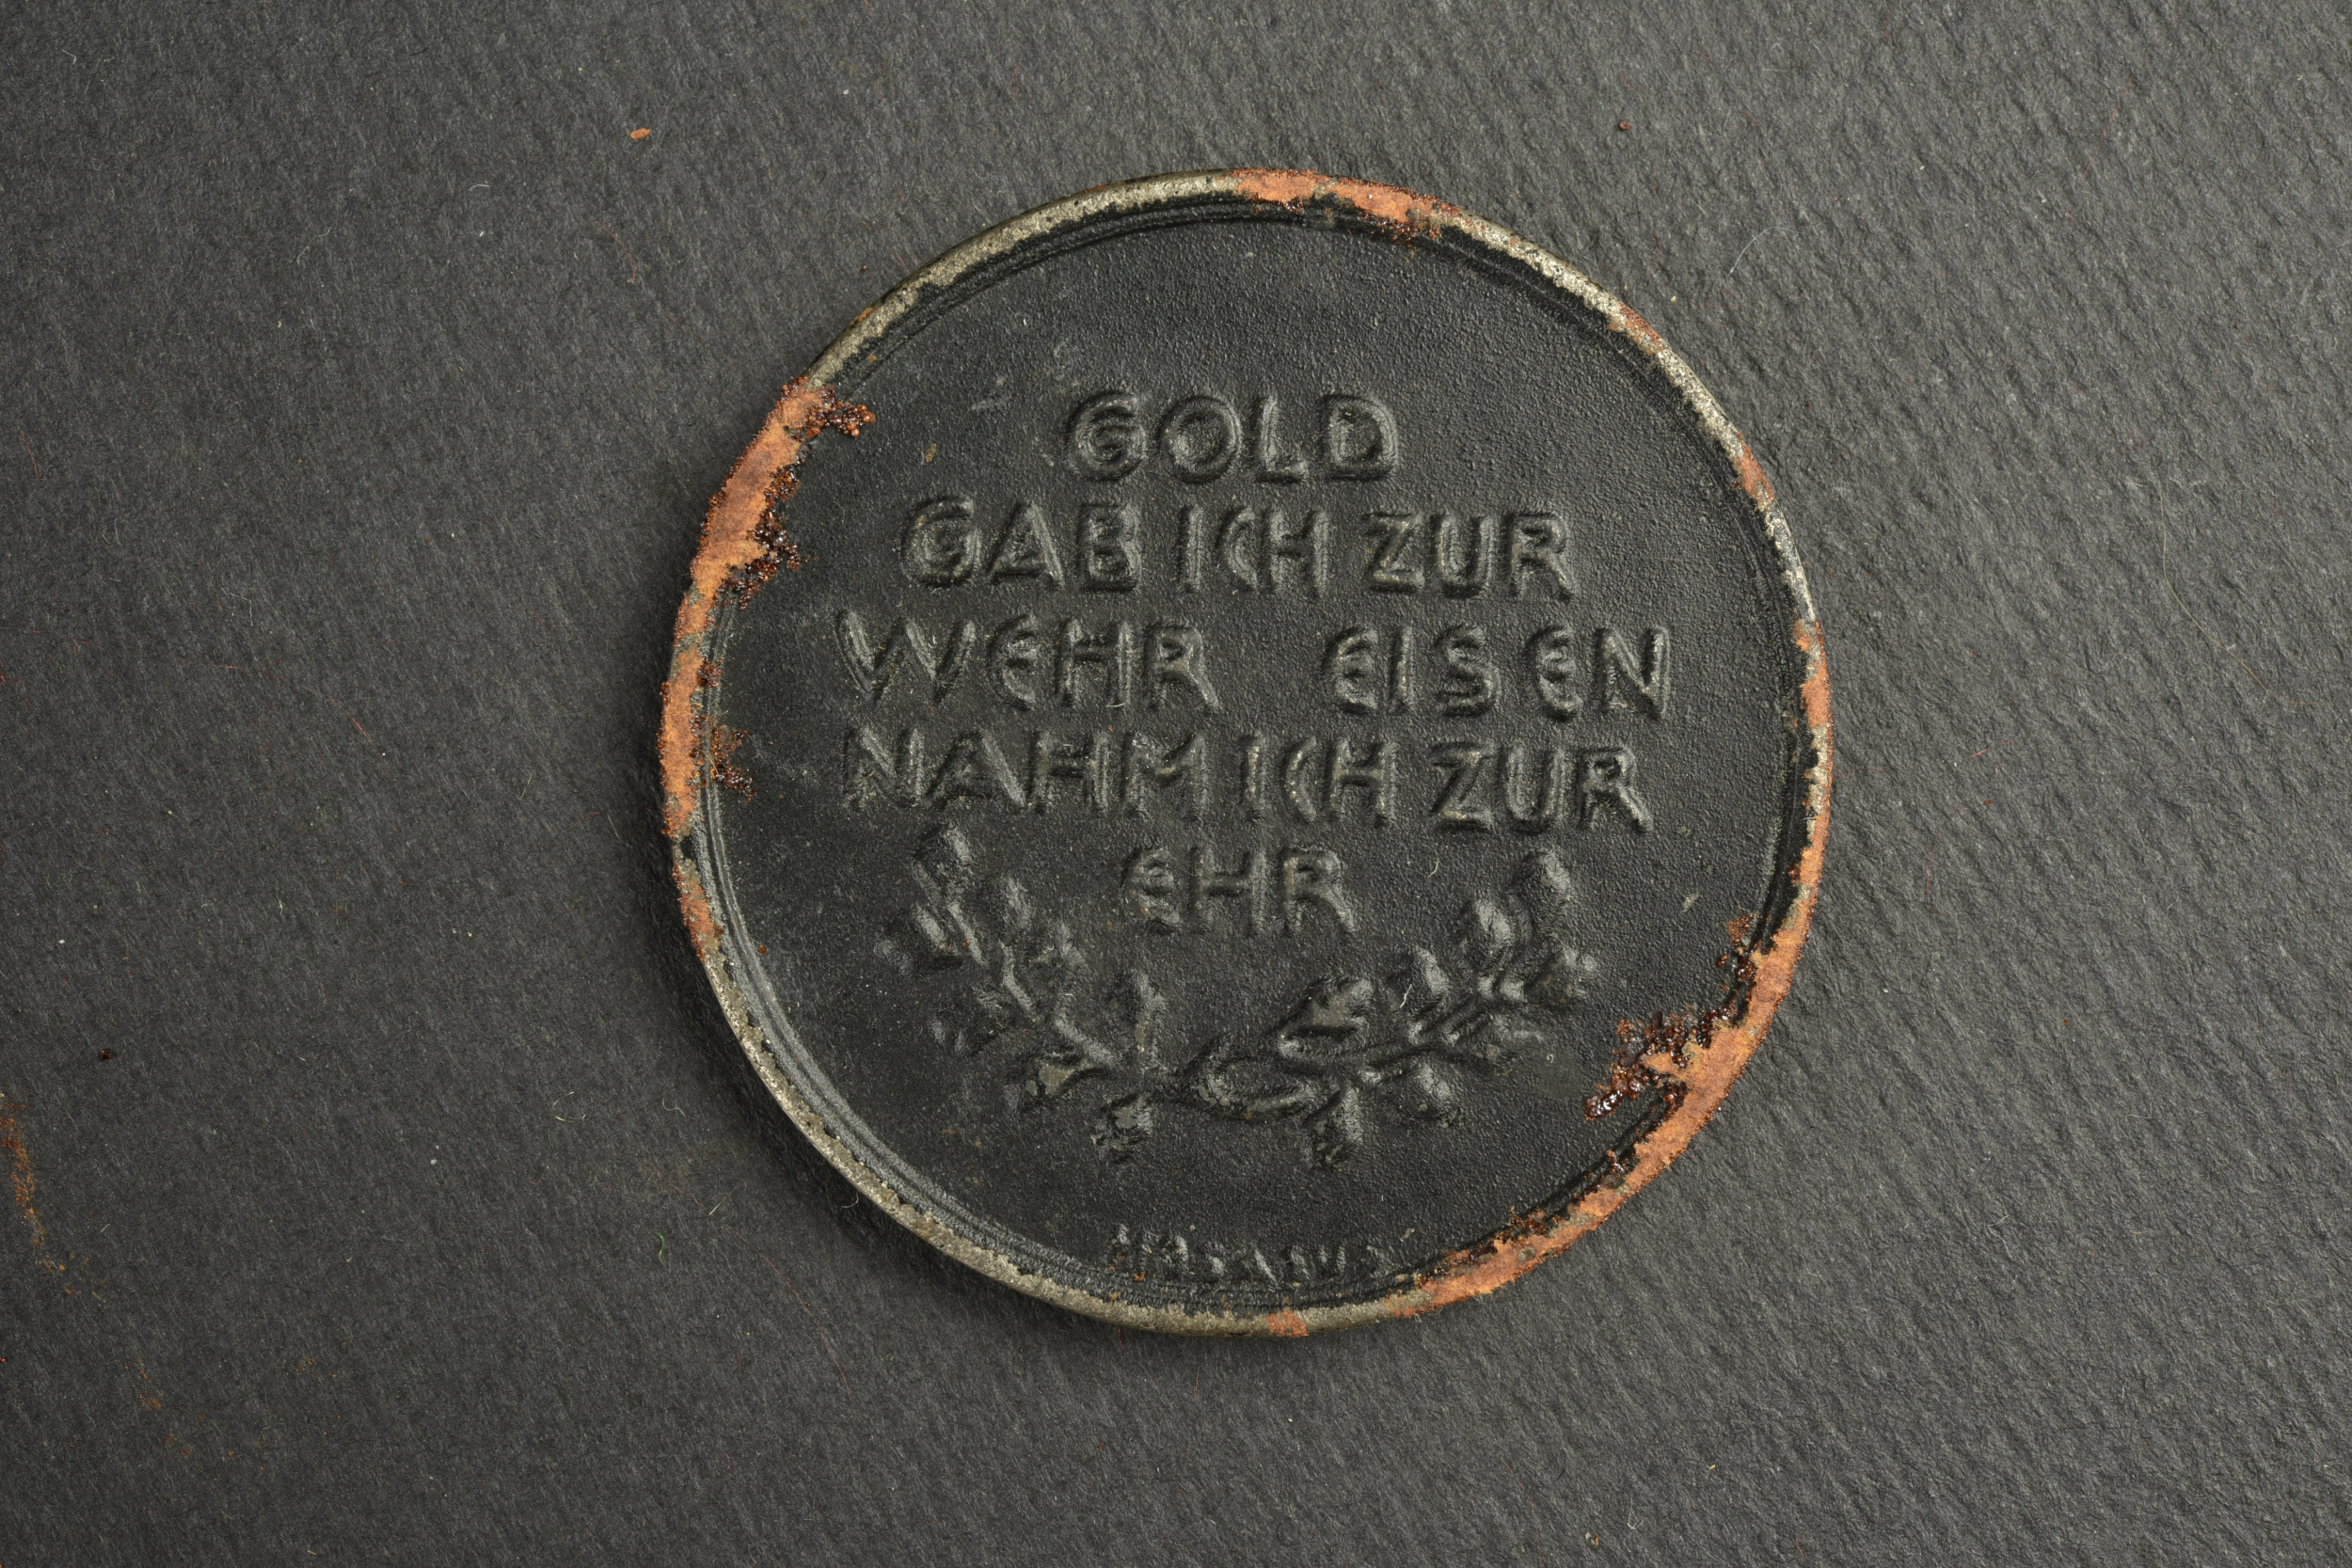 GOLD
GAB ICH ZUR
WEHR EISEN
NAHM ICH ZUR
EHR